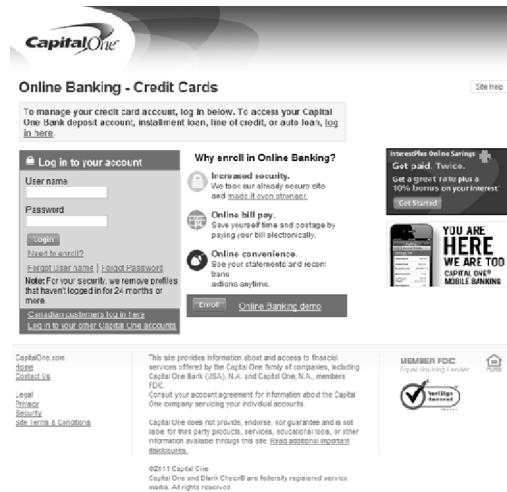 CapitalOne
Online Banking - Credit Cards
Site Help
To manage your credit card account, log in below. To access your Capital
One Bank deposit account, installment loan, line of credit, or auto loan, log
in here.
Log in to your account
User name
Password
Login
Need to enroll?
Forgot User name | Forgot Password
Note: For your security, we remove profiles
that haven't logged in for 24 months or
more.
Canadian customers log in here
Log in to your other Capital One accounts
Why enroll in Online Banking?
Increased security.
We took our already secure site
and made it even stronger.
Online bill pay.
Save yourself time and postage by
paying your bill electronically.
Online convenience.
See your statements and recent
trans
actions anytime.
Enroll
Online Banking demo
InterestPlus Online Savings
Get paid. Twice.
Get a great rate plus a
10% bonus on your interest
Get Started
YOU ARE
HERE
WE ARE TOO
CAPITAL ONE®
MOBILE BANKING
CapitalOne.com
Home
Contact Us
Legal
Privacy
Security
Site Terms & Conditions
This site provides information about and access to financial
services offered by the Capital One family of companies, including
Capital One Bank (USA), N.A. and Capital One, N.A., members
FDIC.
Consult your account agreement for information about the Capital
One company servicing your individual accounts.
Capital One does not provide, endorse, nor guarantee and is not
liable for third party products, services, educational tools, or other
information available through this site. Read additional important
disclosures.
©2011 Capital One
Capital One and Blank Check® are federally registered service
marks. All rights reserved.
MEMBER FDIC
Equal Housing Lender
VeriSign
Secured